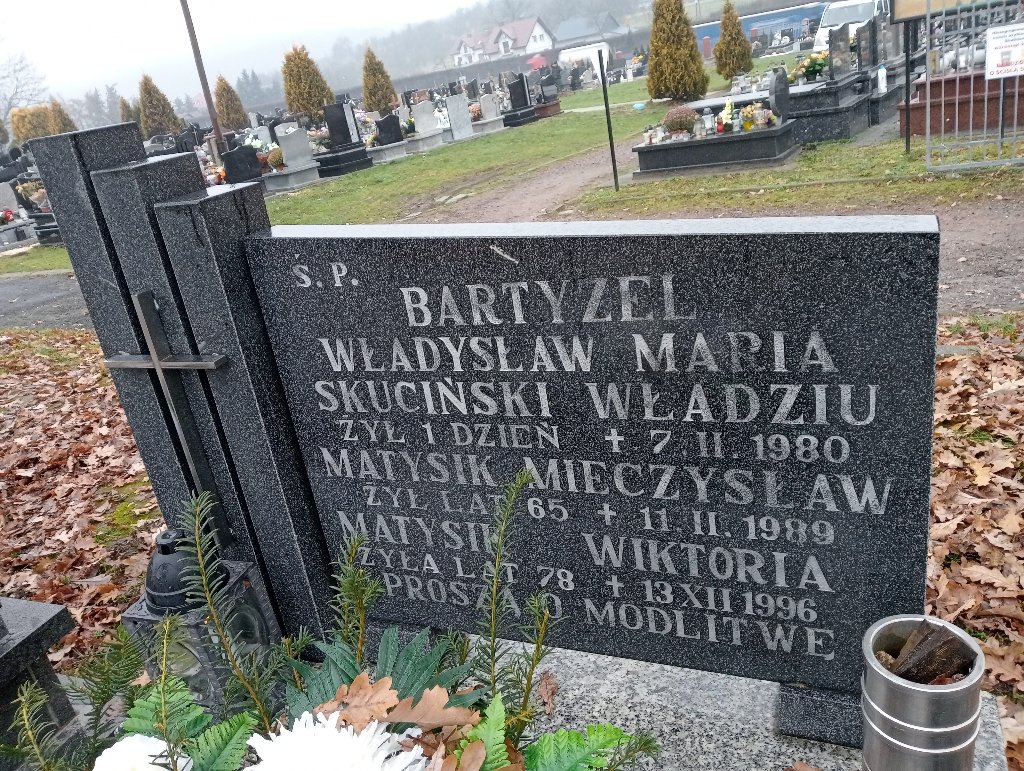 Ś. P.
BARTYZEL
WŁADYSŁAW MARIA
SKUCIŃSKI WŁADZIU
ŻYŁ 1 DZIEŃ + 7. II. 1980
MATYSIK MIECZYSŁAW
ŻYŁ LAT 65 + 11. II. 1989
MATYSIK WIKTORIA
ŻYŁA LAT 78 + 13 XII 1996
PROSZĄ O MODLITWĘ